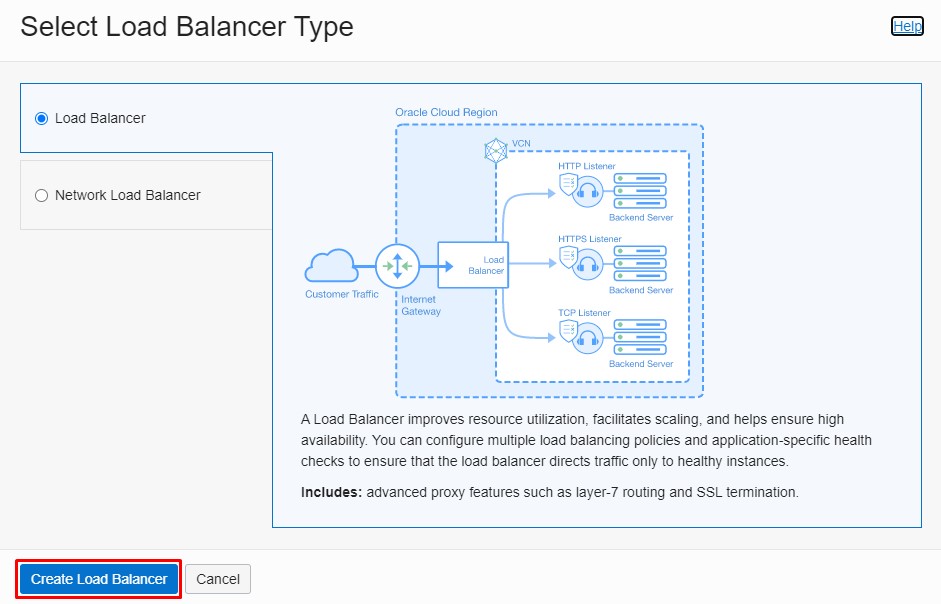 Select Load Balancer Type
Help
Load Balancer
Network Load Balancer
Oracle Cloud Region
VCN
HTTP Listener
Backend Server
HTTPS Listener
Load
Balancer
Backend Server
Customer Traffic
Internet
Gateway
TCP Listener
Backend Server
A Load Balancer improves resource utilization, facilitates scaling, and helps ensure high
availability. You can configure multiple load balancing policies and application-specific health
checks to ensure that the load balancer directs traffic only to healthy instances.
Includes: advanced proxy features such as layer-7 routing and SSL termination.
Create Load Balancer
Cancel